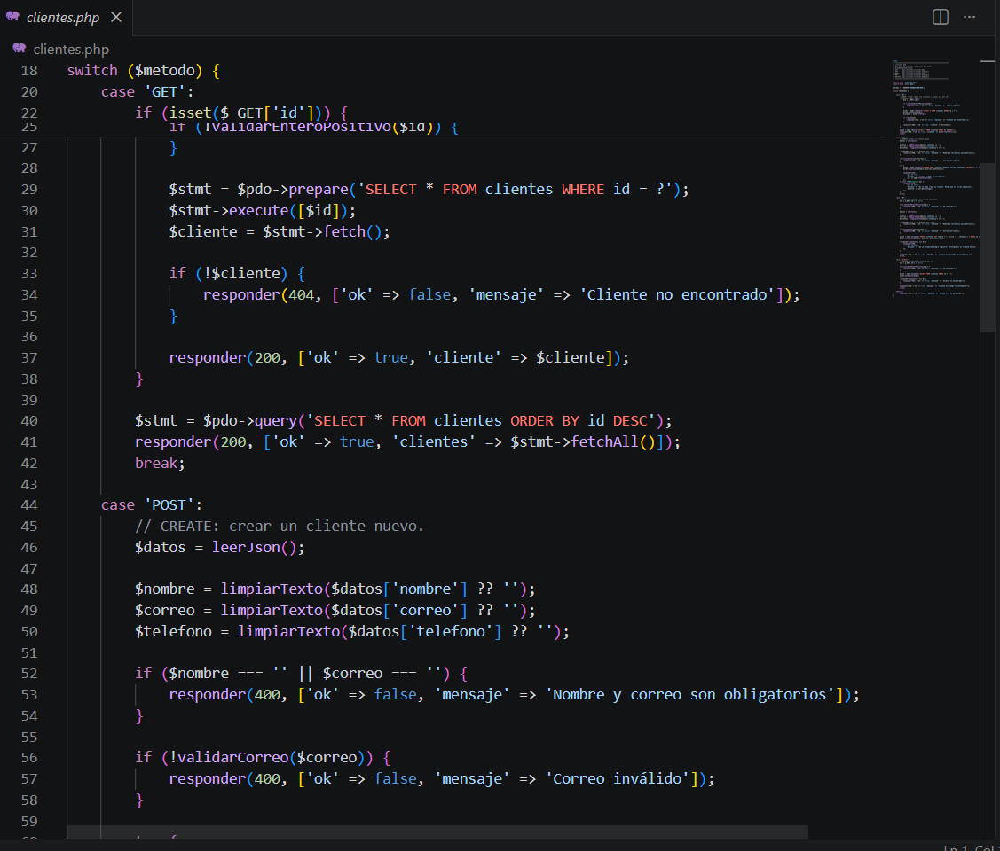 clientes.php
clientes.php
18 switch ($metodo) {
20 case 'GET':
22 if (isset($_GET['id'])) {
25 if (!validarEnteroPositivo($id)) {
27 }
28
29 $stmt = $pdo->prepare('SELECT * FROM clientes WHERE id = ?');
30 $stmt->execute([$id]);
31 $cliente = $stmt->fetch();
32
33 if (!$cliente) {
34 responder(404, ['ok' => false, 'mensaje' => 'Cliente no encontrado']);
35 }
36
37 responder(200, ['ok' => true, 'cliente' => $cliente]);
38 }
39
40 $stmt = $pdo->query('SELECT * FROM clientes ORDER BY id DESC');
41 responder(200, ['ok' => true, 'clientes' => $stmt->fetchAll()]);
42 break;
43
44 case 'POST':
45 // CREATE: crear un cliente nuevo.
46 $datos = leerJson();
47
48 $nombre = limpiarTexto($datos['nombre'] ?? '');
49 $correo = limpiarTexto($datos['correo'] ?? '');
50 $telefono = limpiarTexto($datos['telefono'] ?? '');
51
52 if ($nombre === '' || $correo === '') {
53 responder(400, ['ok' => false, 'mensaje' => 'Nombre y correo son obligatorios']);
54 }
55
56 if (!validarCorreo($correo)) {
57 responder(400, ['ok' => false, 'mensaje' => 'Correo inválido']);
58 }
59
Ln 1, Col